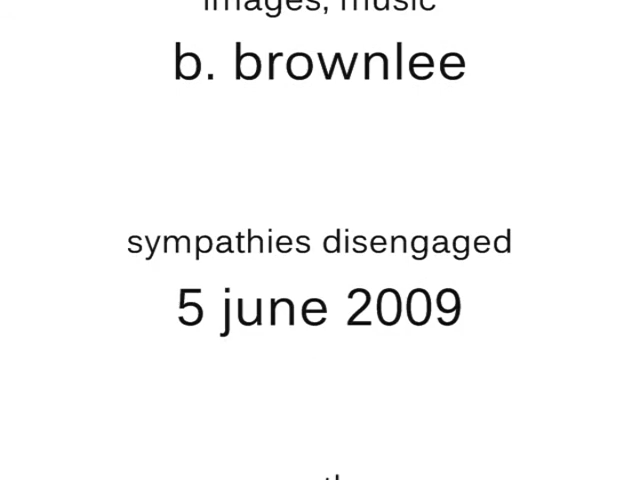 images, music
b. brownlee
sympathies disengaged
5 june 2009